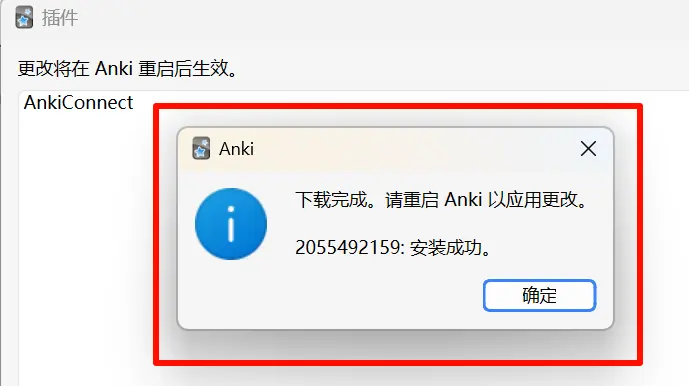 插件
更改将在 Anki 重启后生效。
AnkiConnect
Anki
下载完成。请重启 Anki 以应用更改。
2055492159: 安装成功。
确定